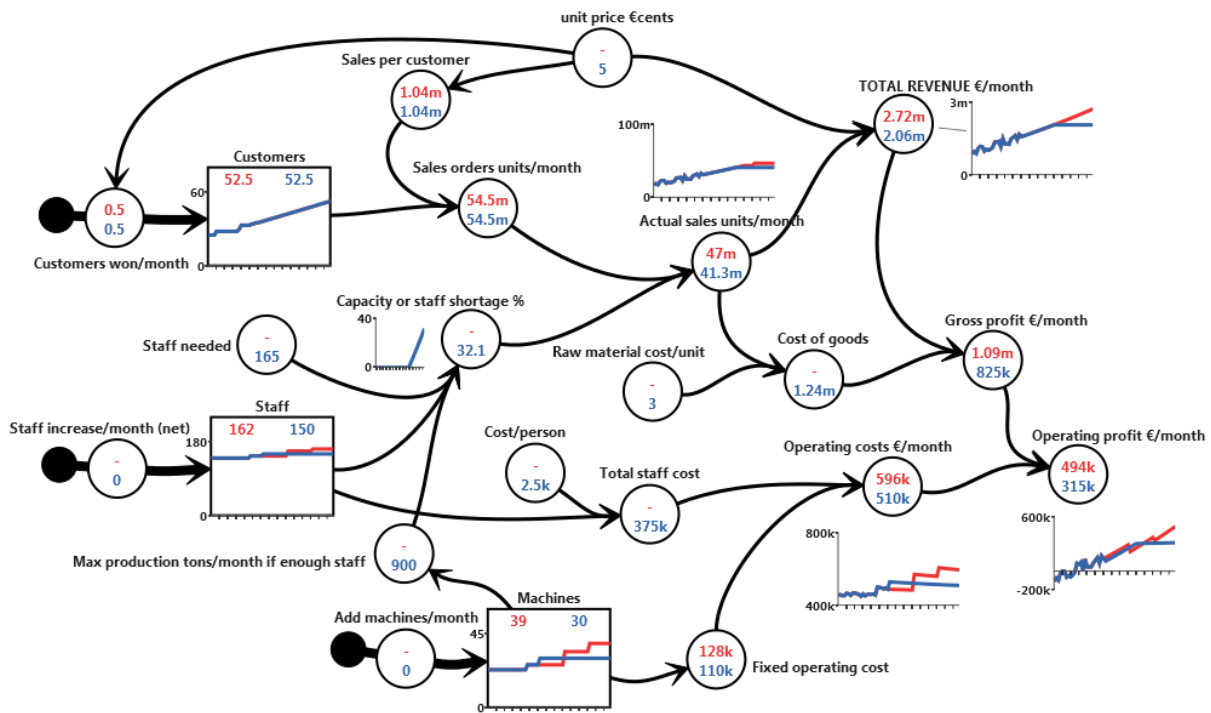 unit price €cents
-
5
Sales per customer
1.04m
1.04m
TOTAL REVENUE €/month
2.72m
2.06m
3m
0
100m
0
Customers
52.5 52.5
60
0
Sales orders units/month
54.5m
54.5m
0.5
0.5
Customers won/month
Actual sales units/month
47m
41.3m
Capacity or staff shortage %
40
0
-
32.1
Staff needed
-
165
Raw material cost/unit
-
3
Cost of goods
-
1.24m
Gross profit €/month
1.09m
825k
Staff
162 150
180
0
Staff increase/month (net)
-
0
Cost/person
-
2.5k
Total staff cost
-
375k
Operating costs €/month
596k
510k
Operating profit €/month
494k
315k
800k
400k
600k
-200k
Max production tons/month if enough staff
-
900
Machines
39 30
45
0
Add machines/month
-
0
128k
110k
Fixed operating cost